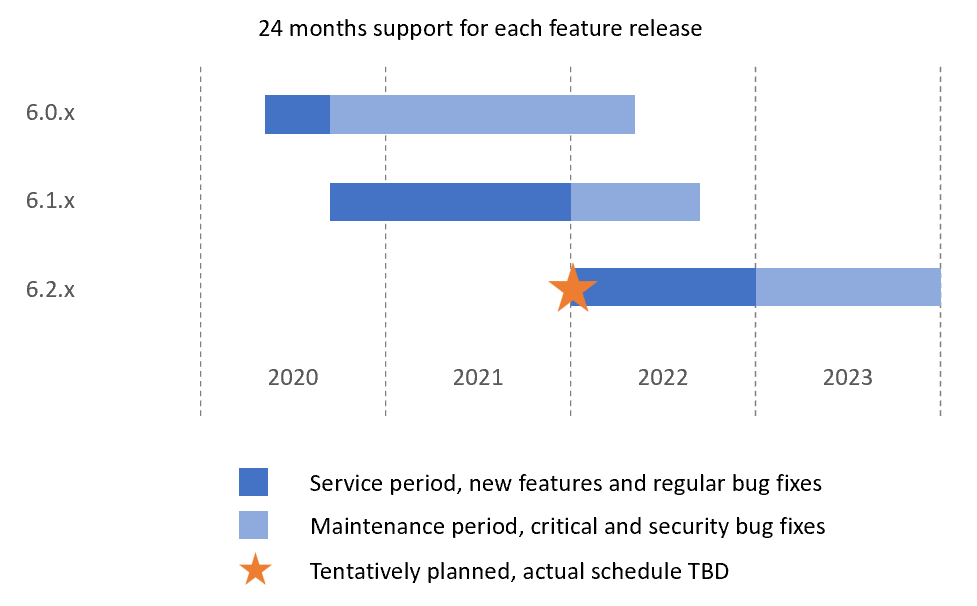 24 months support for each feature release
6.0.x
6.1.x
6.2.x
2020 2021 2022 2023
Service period, new features and regular bug fixes
Maintenance period, critical and security bug fixes
Tentatively planned, actual schedule TBD